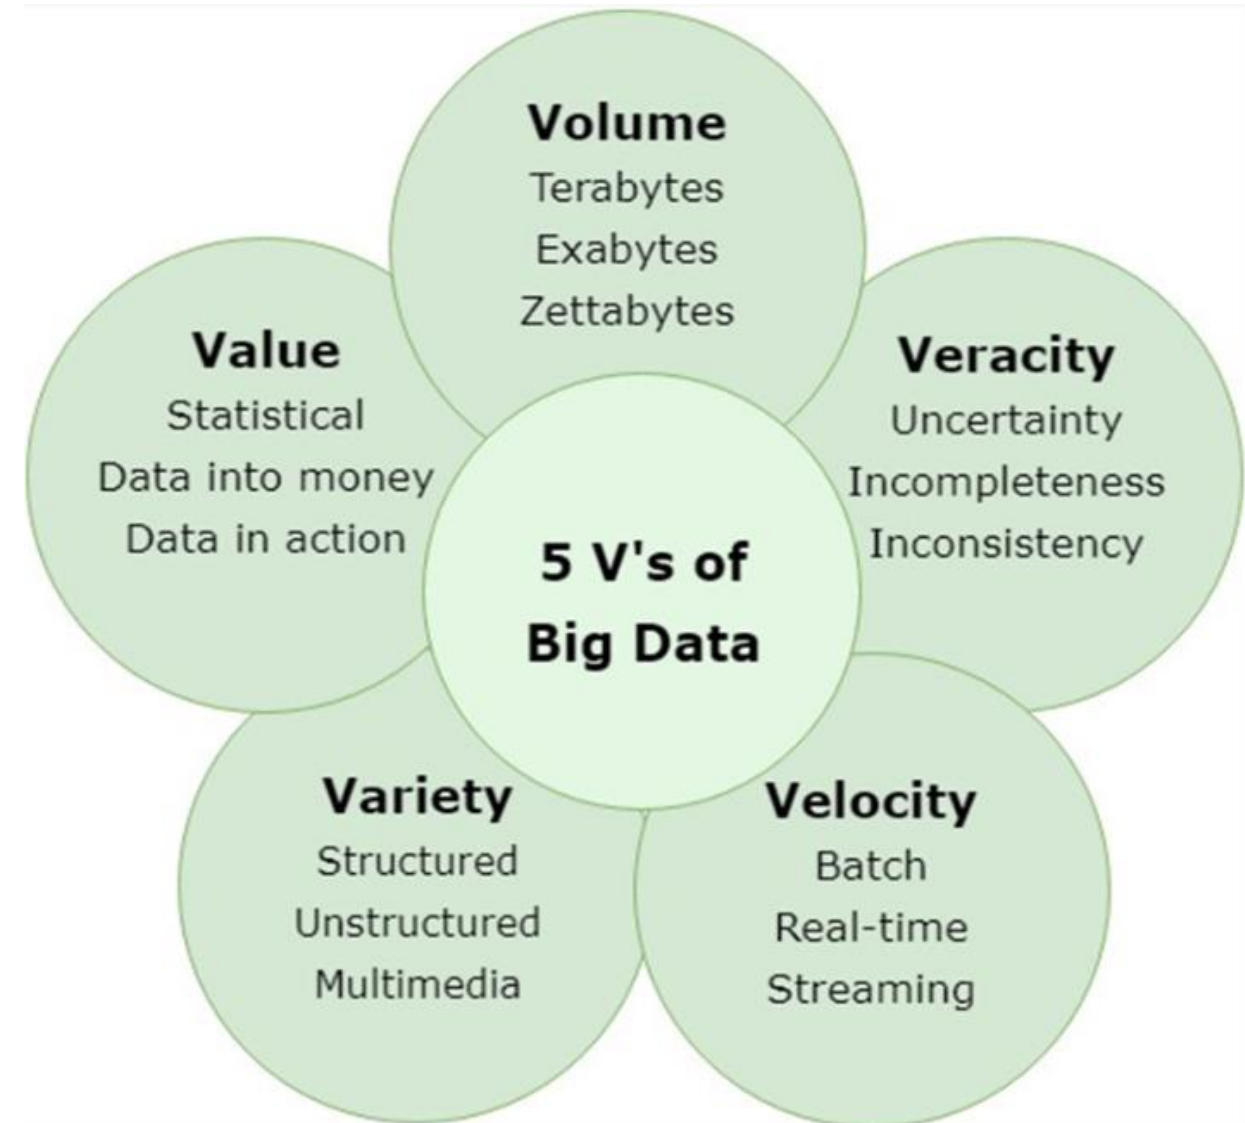 Volume
Terabytes
Exabytes
Zettabytes
Value
Statistical
Data into money
Data in action
Veracity
Uncertainty
Incompleteness
Inconsistency
5 V's of
Big Data
Variety
Structured
Unstructured
Multimedia
Velocity
Batch
Real-time
Streaming